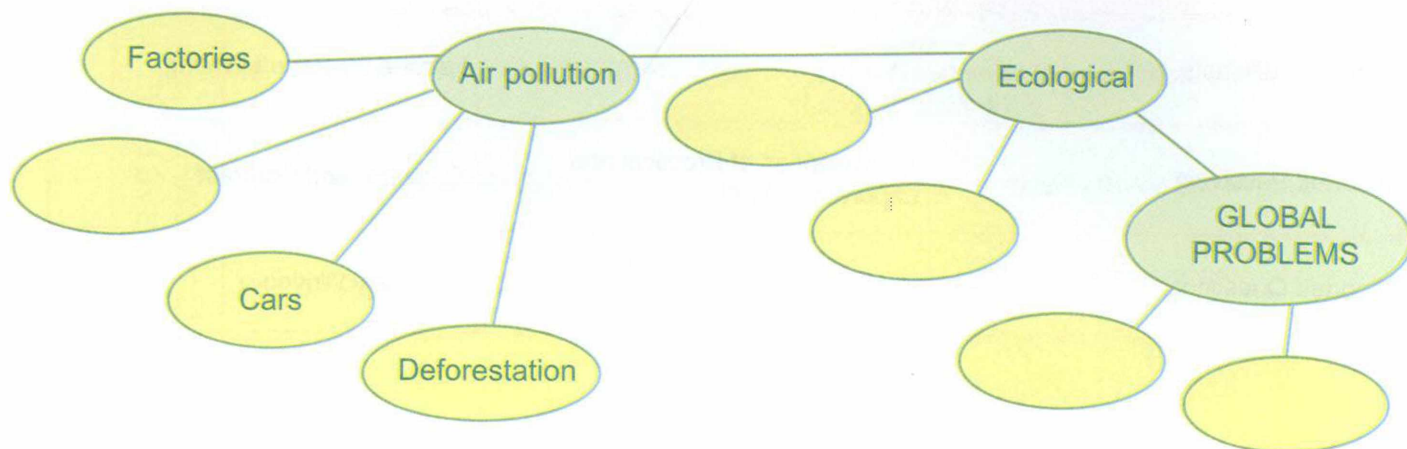 Factories
Air pollution
Ecological
GLOBAL
PROBLEMS
Cars
Deforestation